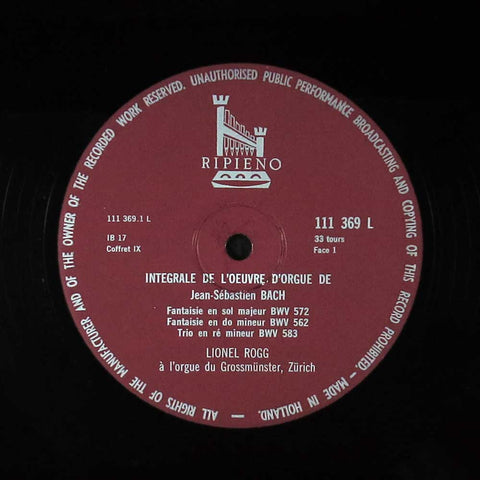 ALL RIGHTS OF THE MANUFACTURER AND OF THE OWNER OF THE RECORDED WORK RESERVED. UNAUTHORISED PUBLIC PERFORMANCE BROADCASTING AND COPYING OF THIS RECORD PROHIBITED. – MADE IN HOLLAND. –
RIPIENO
111 369.1 L
111 369 L
IB 17
33 tours
Coffret IX
Face 1
INTEGRALE DE L'OEUVRE D'ORGUE DE
Jean-Sébastien BACH
Fantaisie en sol majeur BWV 572
Fantaisie en do mineur BWV 562
Trio en ré mineur BWV 583
LIONEL ROGG
à l'orgue du Grossmünster, Zürich